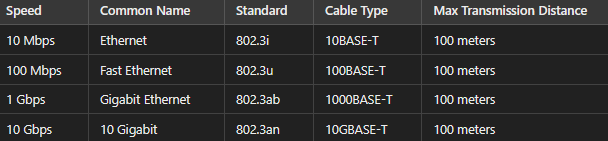 Speed Common Name Standard Cable Type Max Transmission Distance
10 Mbps Ethernet 802.3i 10BASE-T 100 meters
100 Mbps Fast Ethernet 802.3u 100BASE-T 100 meters
1 Gbps Gigabit Ethernet 802.3ab 1000BASE-T 100 meters
10 Gbps 10 Gigabit 802.3an 10GBASE-T 100 meters